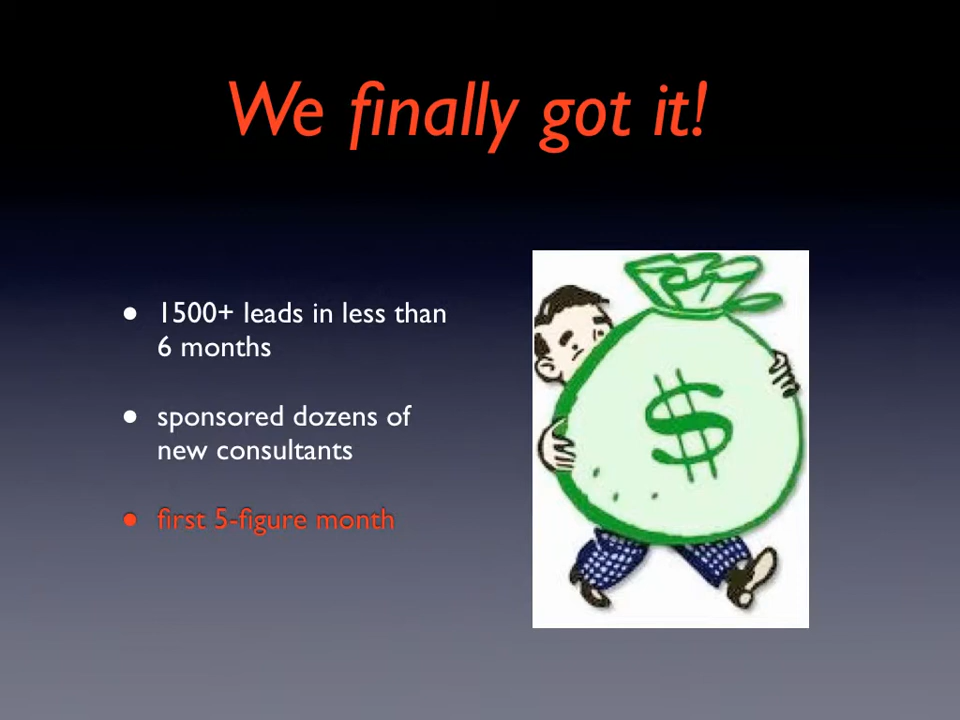 We finally got it!
• 1500+ leads in less than
6 months
• sponsored dozens of
new consultants
• first 5-figure month
$